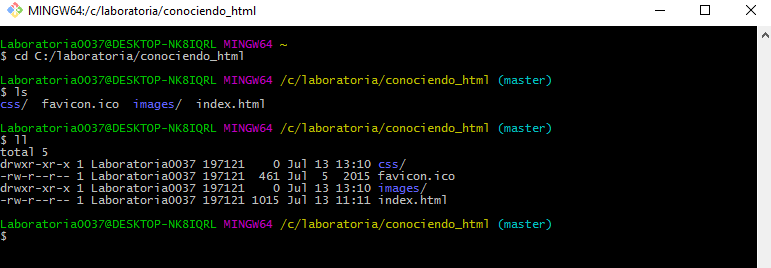 MINGW64:/c/laboratoria/conociendo_html
Laboratoria0037@DESKTOP-NK8IQRL MINGW64 ~
$ cd C:/laboratoria/conociendo_html
Laboratoria0037@DESKTOP-NK8IQRL MINGW64 /c/laboratoria/conociendo_html (master)
$ ls
css/  favicon.ico  images/  index.html
Laboratoria0037@DESKTOP-NK8IQRL MINGW64 /c/laboratoria/conociendo_html (master)
$ ll
total 5
drwxr-xr-x 1 Laboratoria0037 197121    0 Jul 13 13:10 css/
-rw-r--r-- 1 Laboratoria0037 197121  461 Jul  5  2015 favicon.ico
drwxr-xr-x 1 Laboratoria0037 197121    0 Jul 13 13:10 images/
-rw-r--r-- 1 Laboratoria0037 197121 1015 Jul 13 11:11 index.html
Laboratoria0037@DESKTOP-NK8IQRL MINGW64 /c/laboratoria/conociendo_html (master)
$